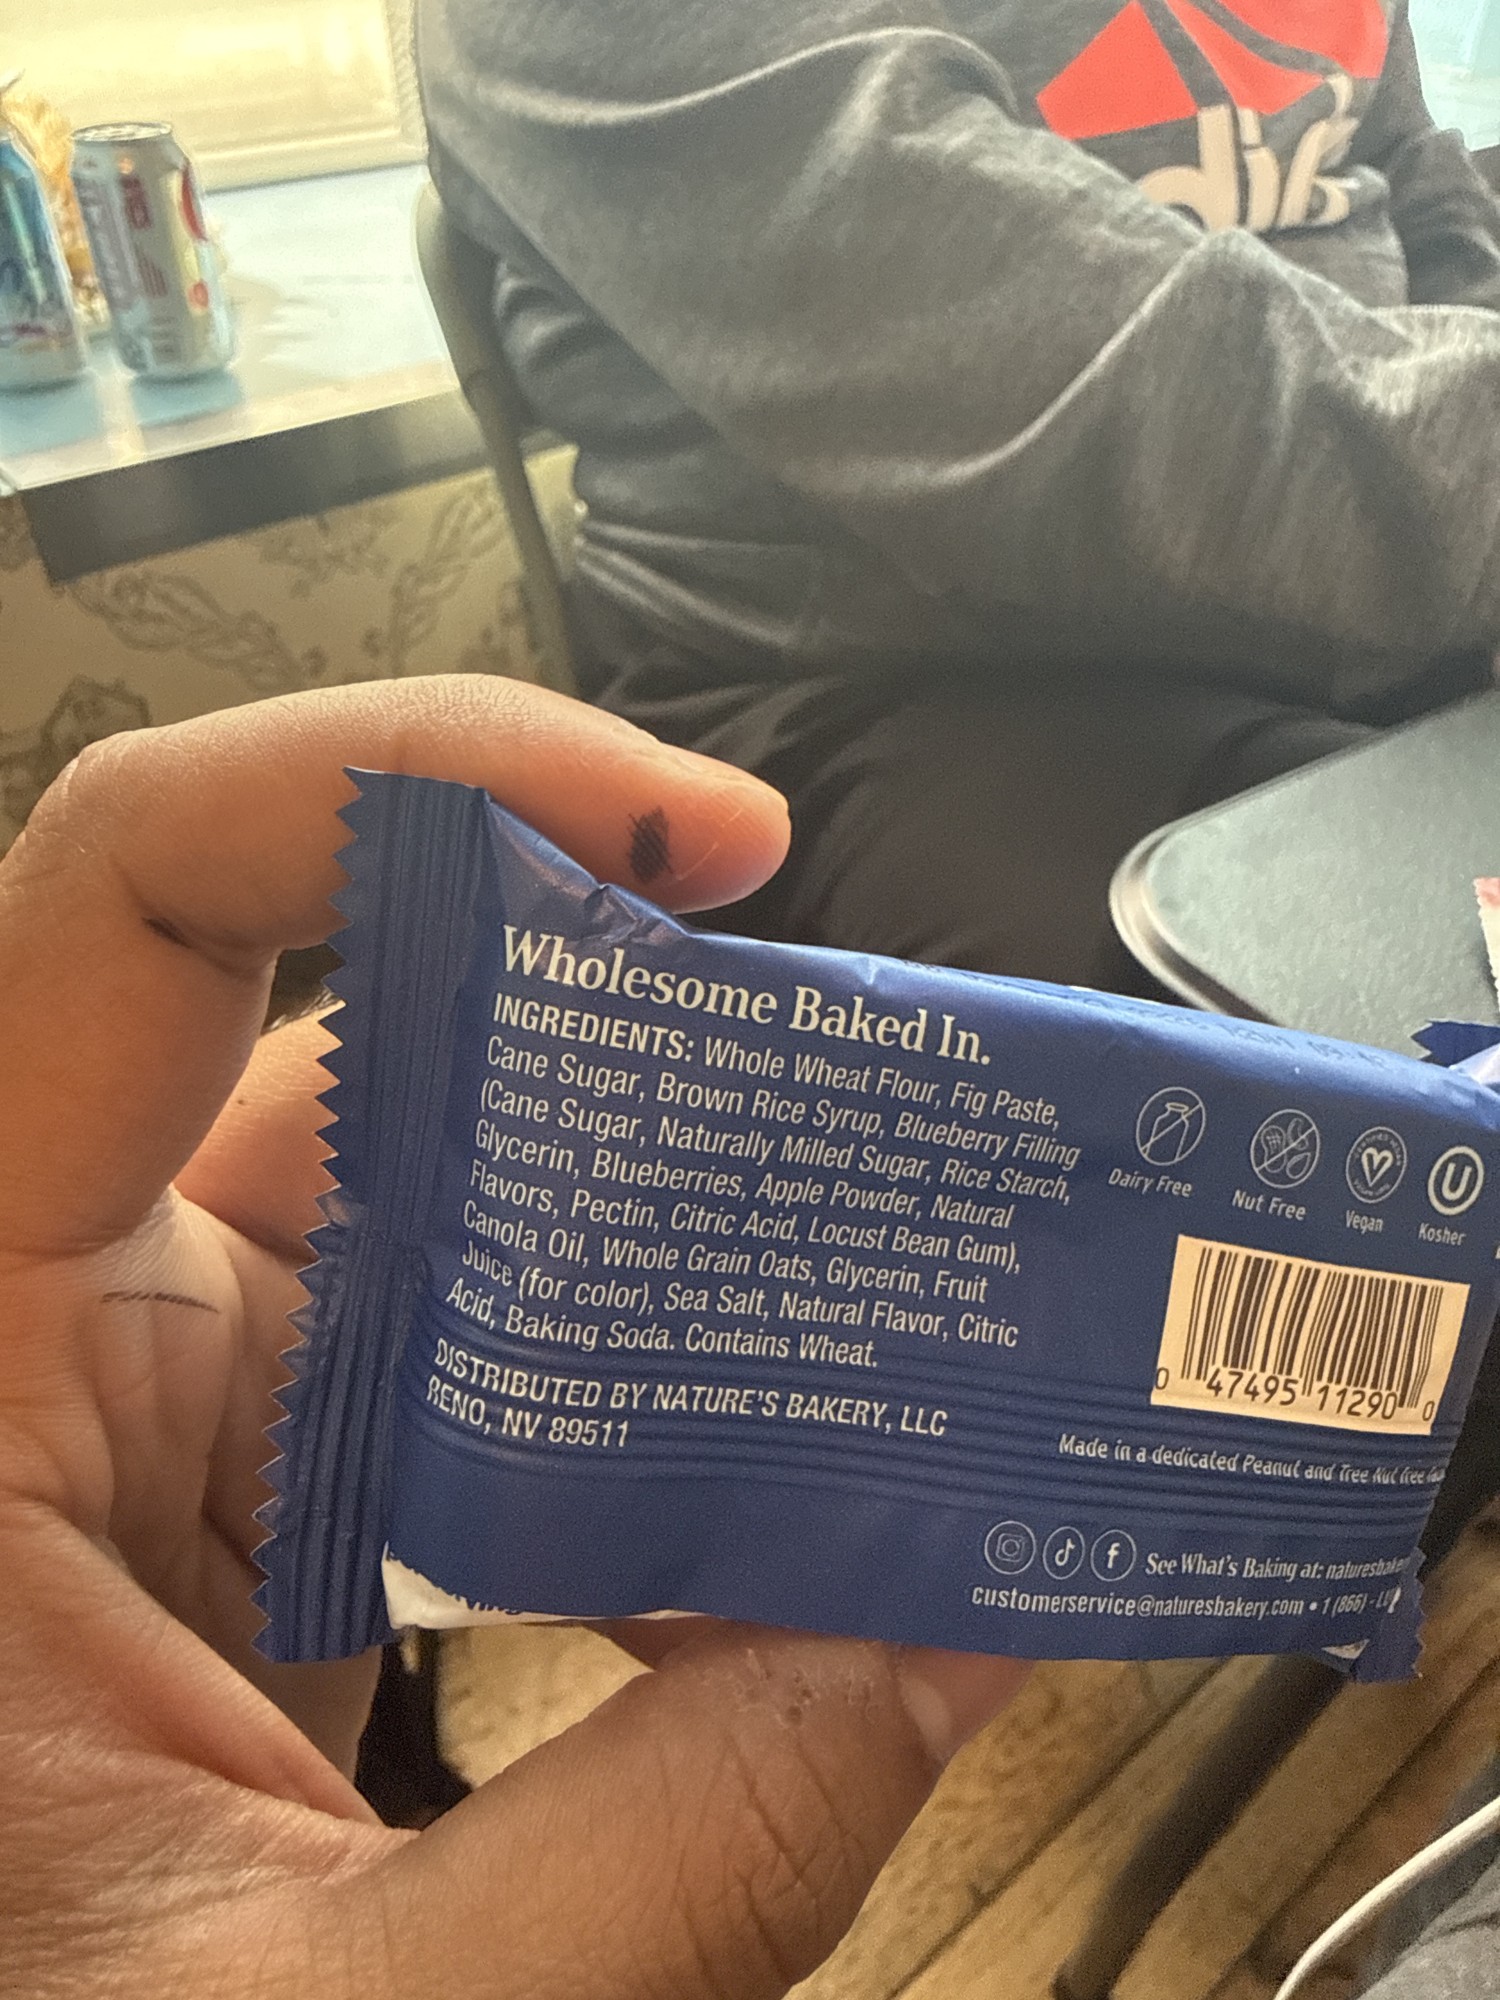 Wholesome Baked In.
INGREDIENTS: Whole Wheat Flour, Fig Paste,
Cane Sugar, Brown Rice Syrup, Blueberry Filling
(Cane Sugar, Naturally Milled Sugar, Rice Starch,
Glycerin, Blueberries, Apple Powder, Natural
Flavors, Pectin, Citric Acid, Locust Bean Gum),
Canola Oil, Whole Grain Oats, Glycerin, Fruit
Juice (for color), Sea Salt, Natural Flavor, Citric
Acid, Baking Soda. Contains Wheat.
DISTRIBUTED BY NATURE'S BAKERY, LLC
RENO, NV 89511
Dairy Free
Nut Free
Vegan
U
Kosher
0 47495 11290 0
Made in a dedicated Peanut and Tree Nut free
See What's Baking at: naturesbake
customerservice@naturesbakery.com • 1 (866) -